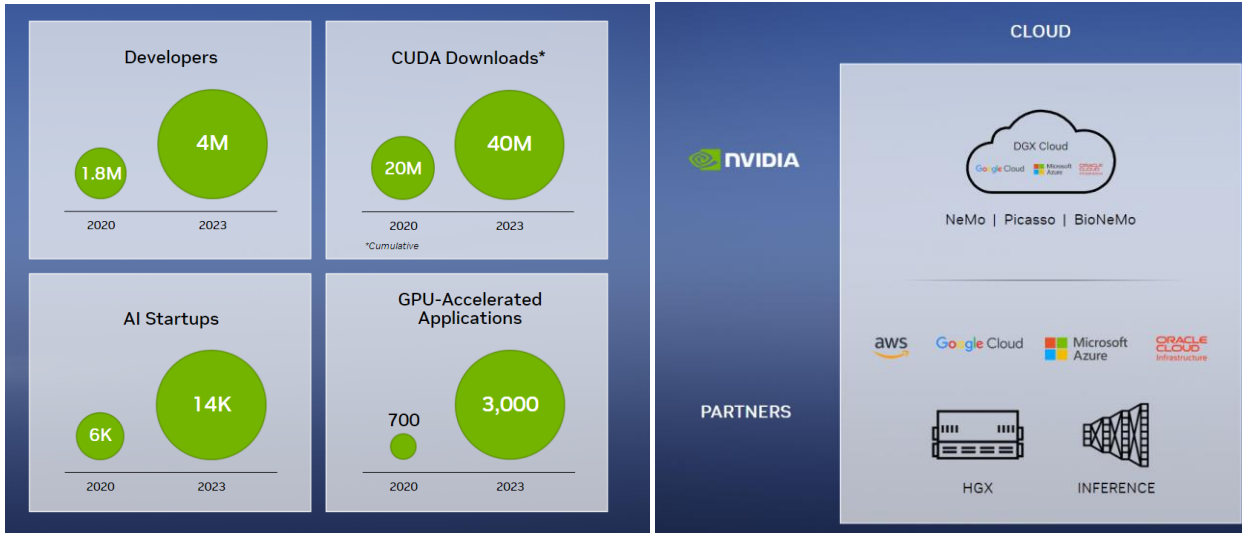 Developers
1.8M
4M
2020
2023
CUDA Downloads*
20M
40M
2020
2023
*Cumulative
AI Startups
6K
14K
2020
2023
GPU-Accelerated
Applications
700
3,000
2020
2023
CLOUD
NVIDIA
DGX Cloud
Google Cloud
Microsoft
Azure
ORACLE
CLOUD
Infrastructure
NeMo | Picasso | BioNeMo
PARTNERS
aws
Google Cloud
Microsoft
Azure
ORACLE
CLOUD
Infrastructure
HGX
INFERENCE